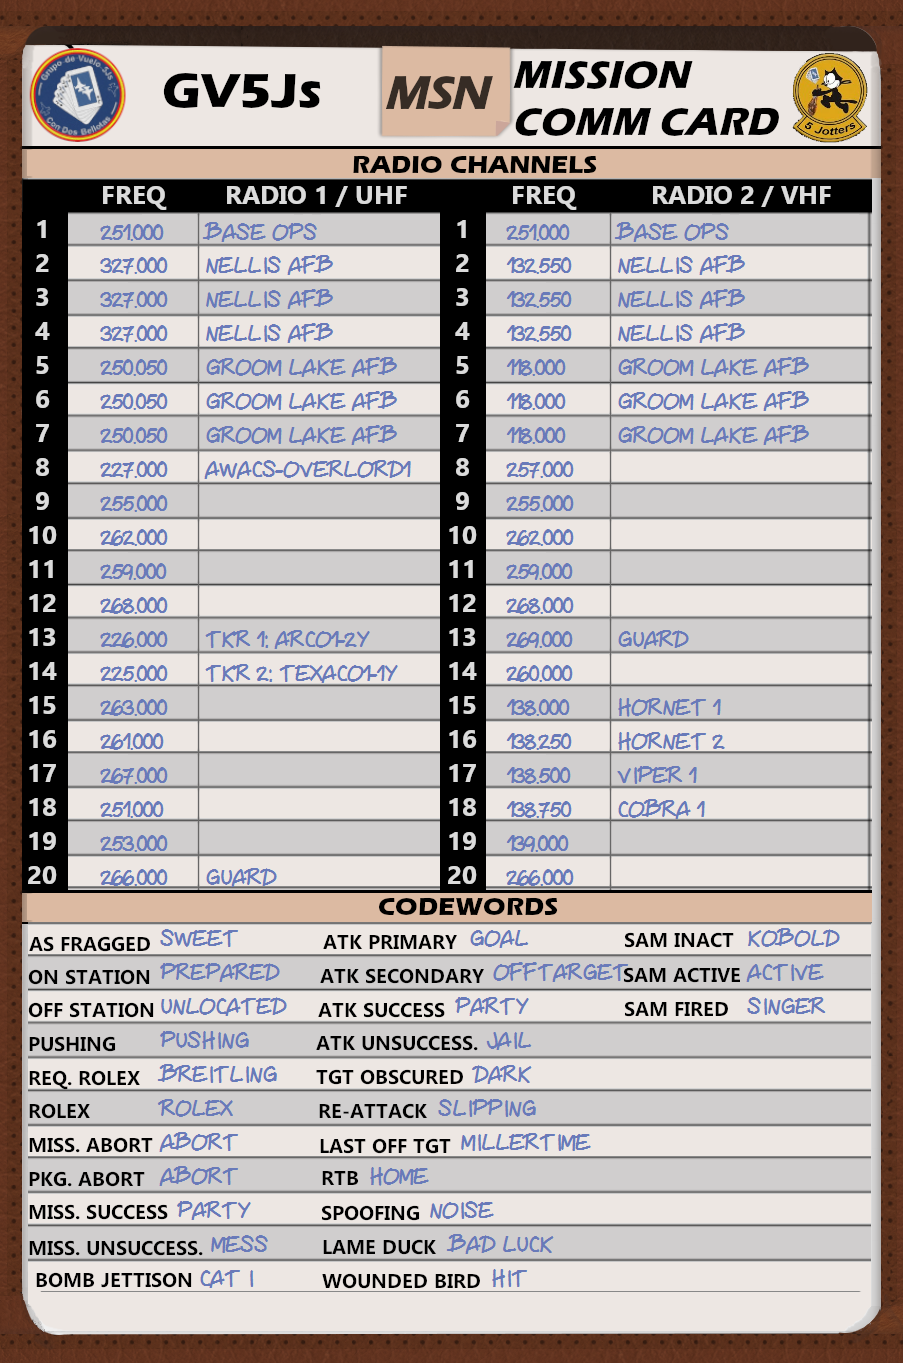 Grupo de Vuelo 5Js
Con Dos Bellotas
GV5Js
MSN
MISSION
COMM CARD
5 Jotters
RADIO CHANNELS
FREQ RADIO 1 / UHF FREQ RADIO 2 / VHF
1 251.000 BASE OPS 1 251.000 BASE OPS
2 327.000 NELLIS AFB 2 132.550 NELLIS AFB
3 327.000 NELLIS AFB 3 132.550 NELLIS AFB
4 327.000 NELLIS AFB 4 132.550 NELLIS AFB
5 250.050 GROOM LAKE AFB 5 118.000 GROOM LAKE AFB
6 250.050 GROOM LAKE AFB 6 118.000 GROOM LAKE AFB
7 250.050 GROOM LAKE AFB 7 118.000 GROOM LAKE AFB
8 227.000 AWACS-OVERLORD1 8 257.000
9 255.000 9 255.000
10 262.000 10 262.000
11 259.000 11 259.000
12 268.000 12 268.000
13 226.000 TKR 1: ARCO1-2Y 13 269.000 GUARD
14 225.000 TKR 2: TEXACO1-1Y 14 260.000
15 263.000 15 138.000 HORNET 1
16 261.000 16 138.250 HORNET 2
17 267.000 17 138.500 VIPER 1
18 251.000 18 138.750 COBRA 1
19 253.000 19 139.000
20 266.000 GUARD 20 266.000
CODEWORDS
AS FRAGGED SWEET ATK PRIMARY GOAL SAM INACT KOBOLD
ON STATION PREPARED ATK SECONDARY OFFTARGET SAM ACTIVE ACTIVE
OFF STATION UNLOCATED ATK SUCCESS PARTY SAM FIRED SINGER
PUSHING PUSHING ATK UNSUCCESS. JAIL
REQ. ROLEX BREITLING TGT OBSCURED DARK
ROLEX ROLEX RE-ATTACK SLIPPING
MISS. ABORT ABORT LAST OFF TGT MILLERTIME
PKG. ABORT ABORT RTB HOME
MISS. SUCCESS PARTY SPOOFING NOISE
MISS. UNSUCCESS. MESS LAME DUCK BAD LUCK
BOMB JETTISON CAT 1 WOUNDED BIRD HIT